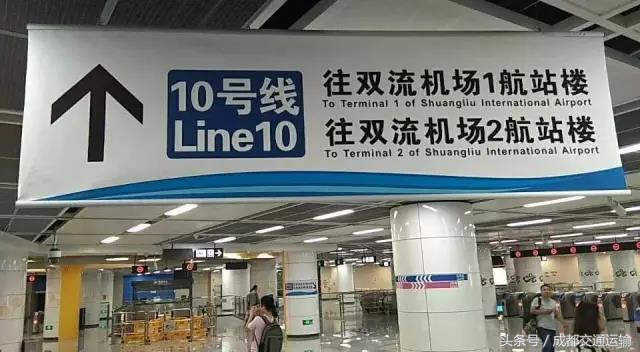 10号线
Line10
往双流机场1航站楼
To Terminal 1 of Shuangliu International Airport
往双流机场2航站楼
To Terminal 2 of Shuangliu International Airport
头条号／成都交通运输